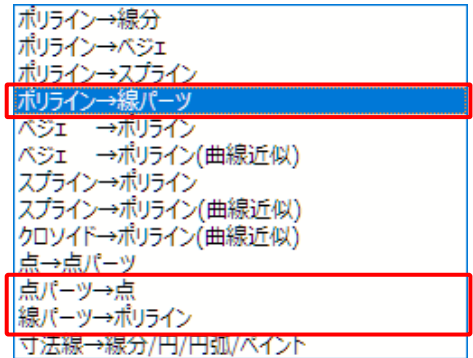 ポリライン→線分
ポリライン→ベジェ
ポリライン→スプライン
ポリライン→線パーツ
ベジェ　→ポリライン
ベジェ　→ポリライン(曲線近似)
スプライン→ポリライン
スプライン→ポリライン(曲線近似)
クロソイド→ポリライン(曲線近似)
点→点パーツ
点パーツ→点
線パーツ→ポリライン
寸法線→線分/円/円弧/ペイント